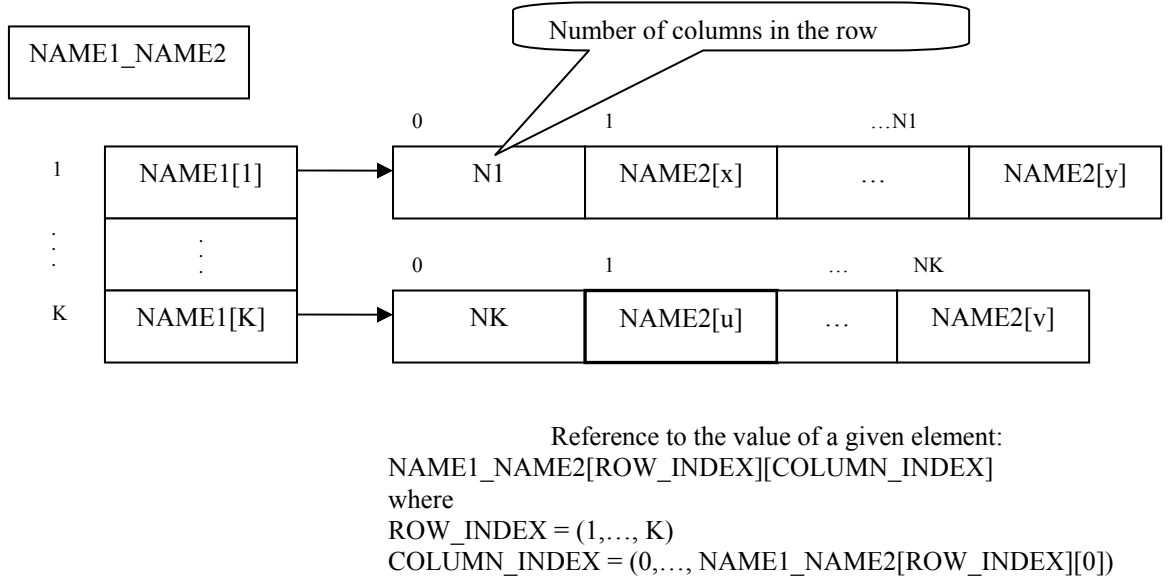 Number of columns in the row
NAME1_NAME2
0 1 …N1
1 NAME1[1] N1 NAME2[x] … NAME2[y]
. . . . . .
0 1 … NK
K NAME1[K] NK NAME2[u] … NAME2[v]
Reference to the value of a given element:
NAME1_NAME2[ROW_INDEX][COLUMN_INDEX]
where
ROW_INDEX = (1,…, K)
COLUMN_INDEX = (0,…, NAME1_NAME2[ROW_INDEX][0])